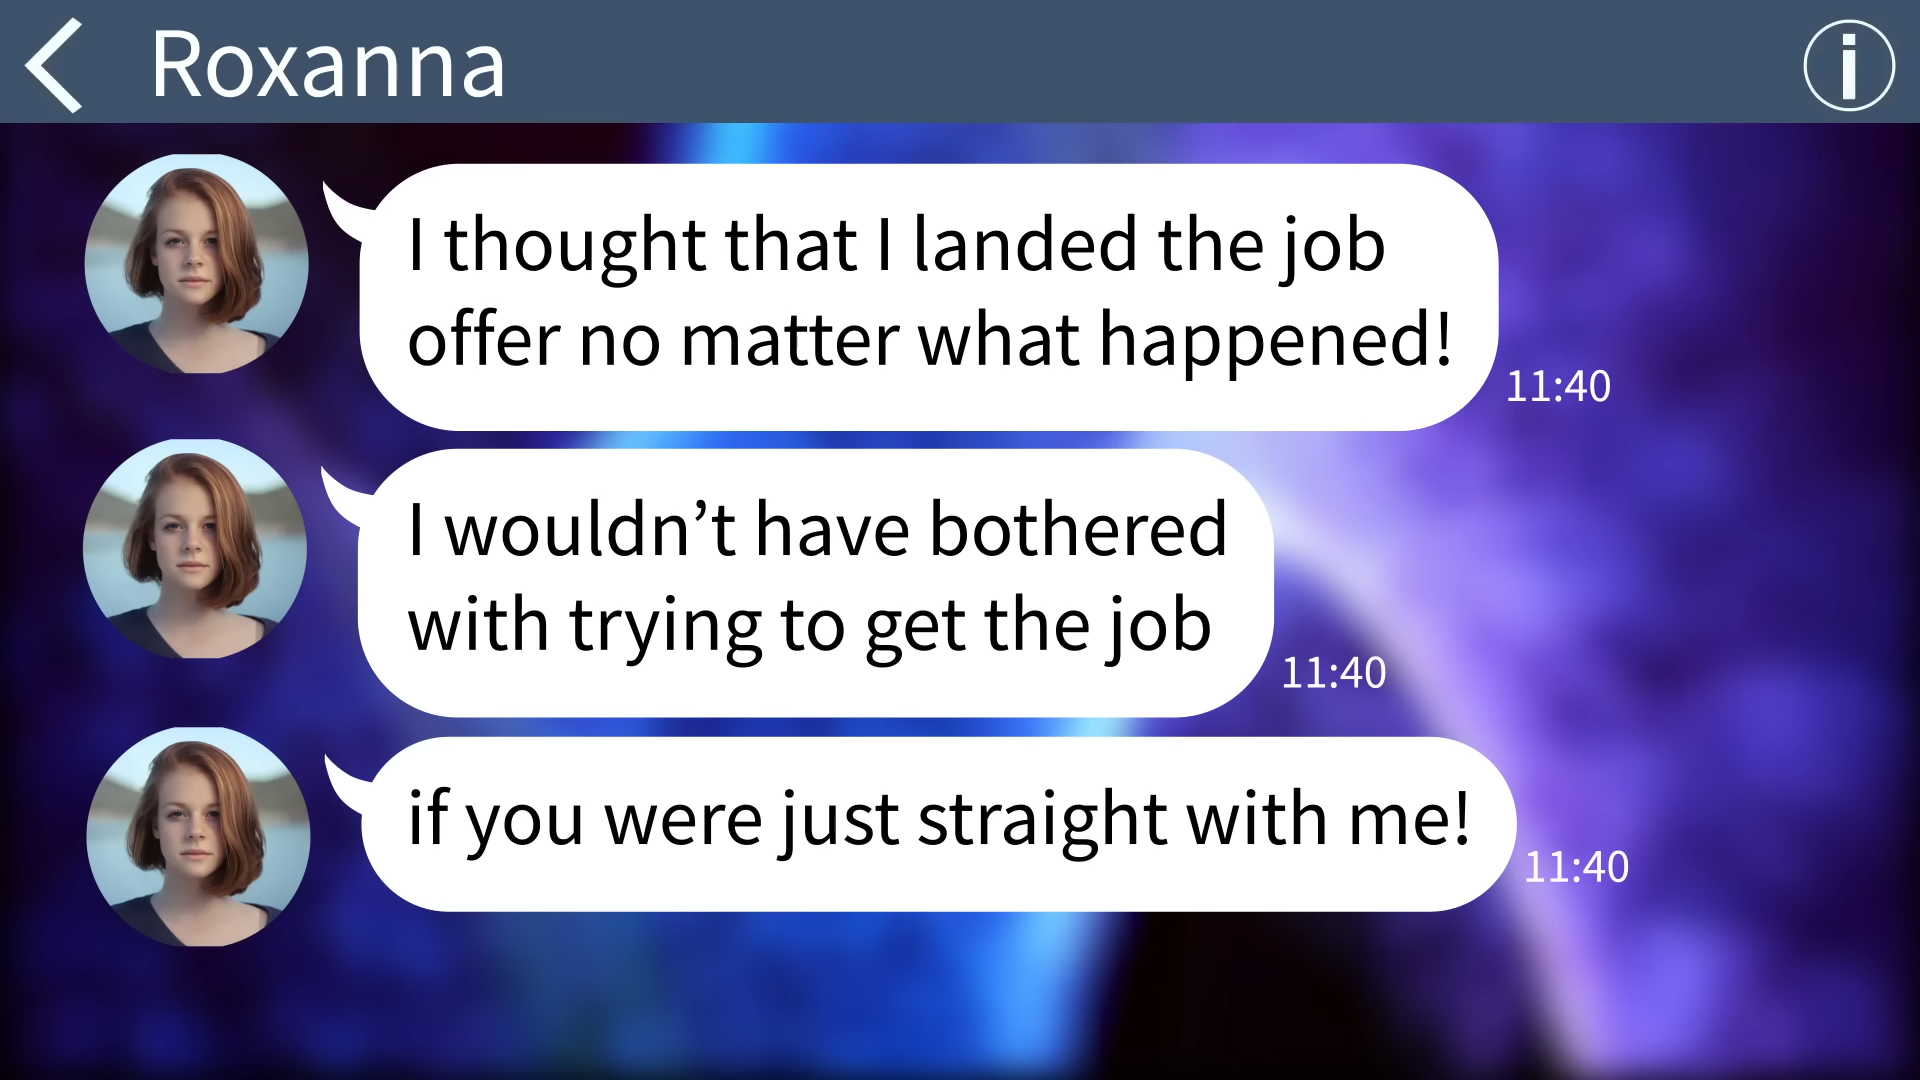 Roxanna
I thought that I landed the job
offer no matter what happened!
11:40
I wouldn’t have bothered
with trying to get the job
11:40
if you were just straight with me!
11:40